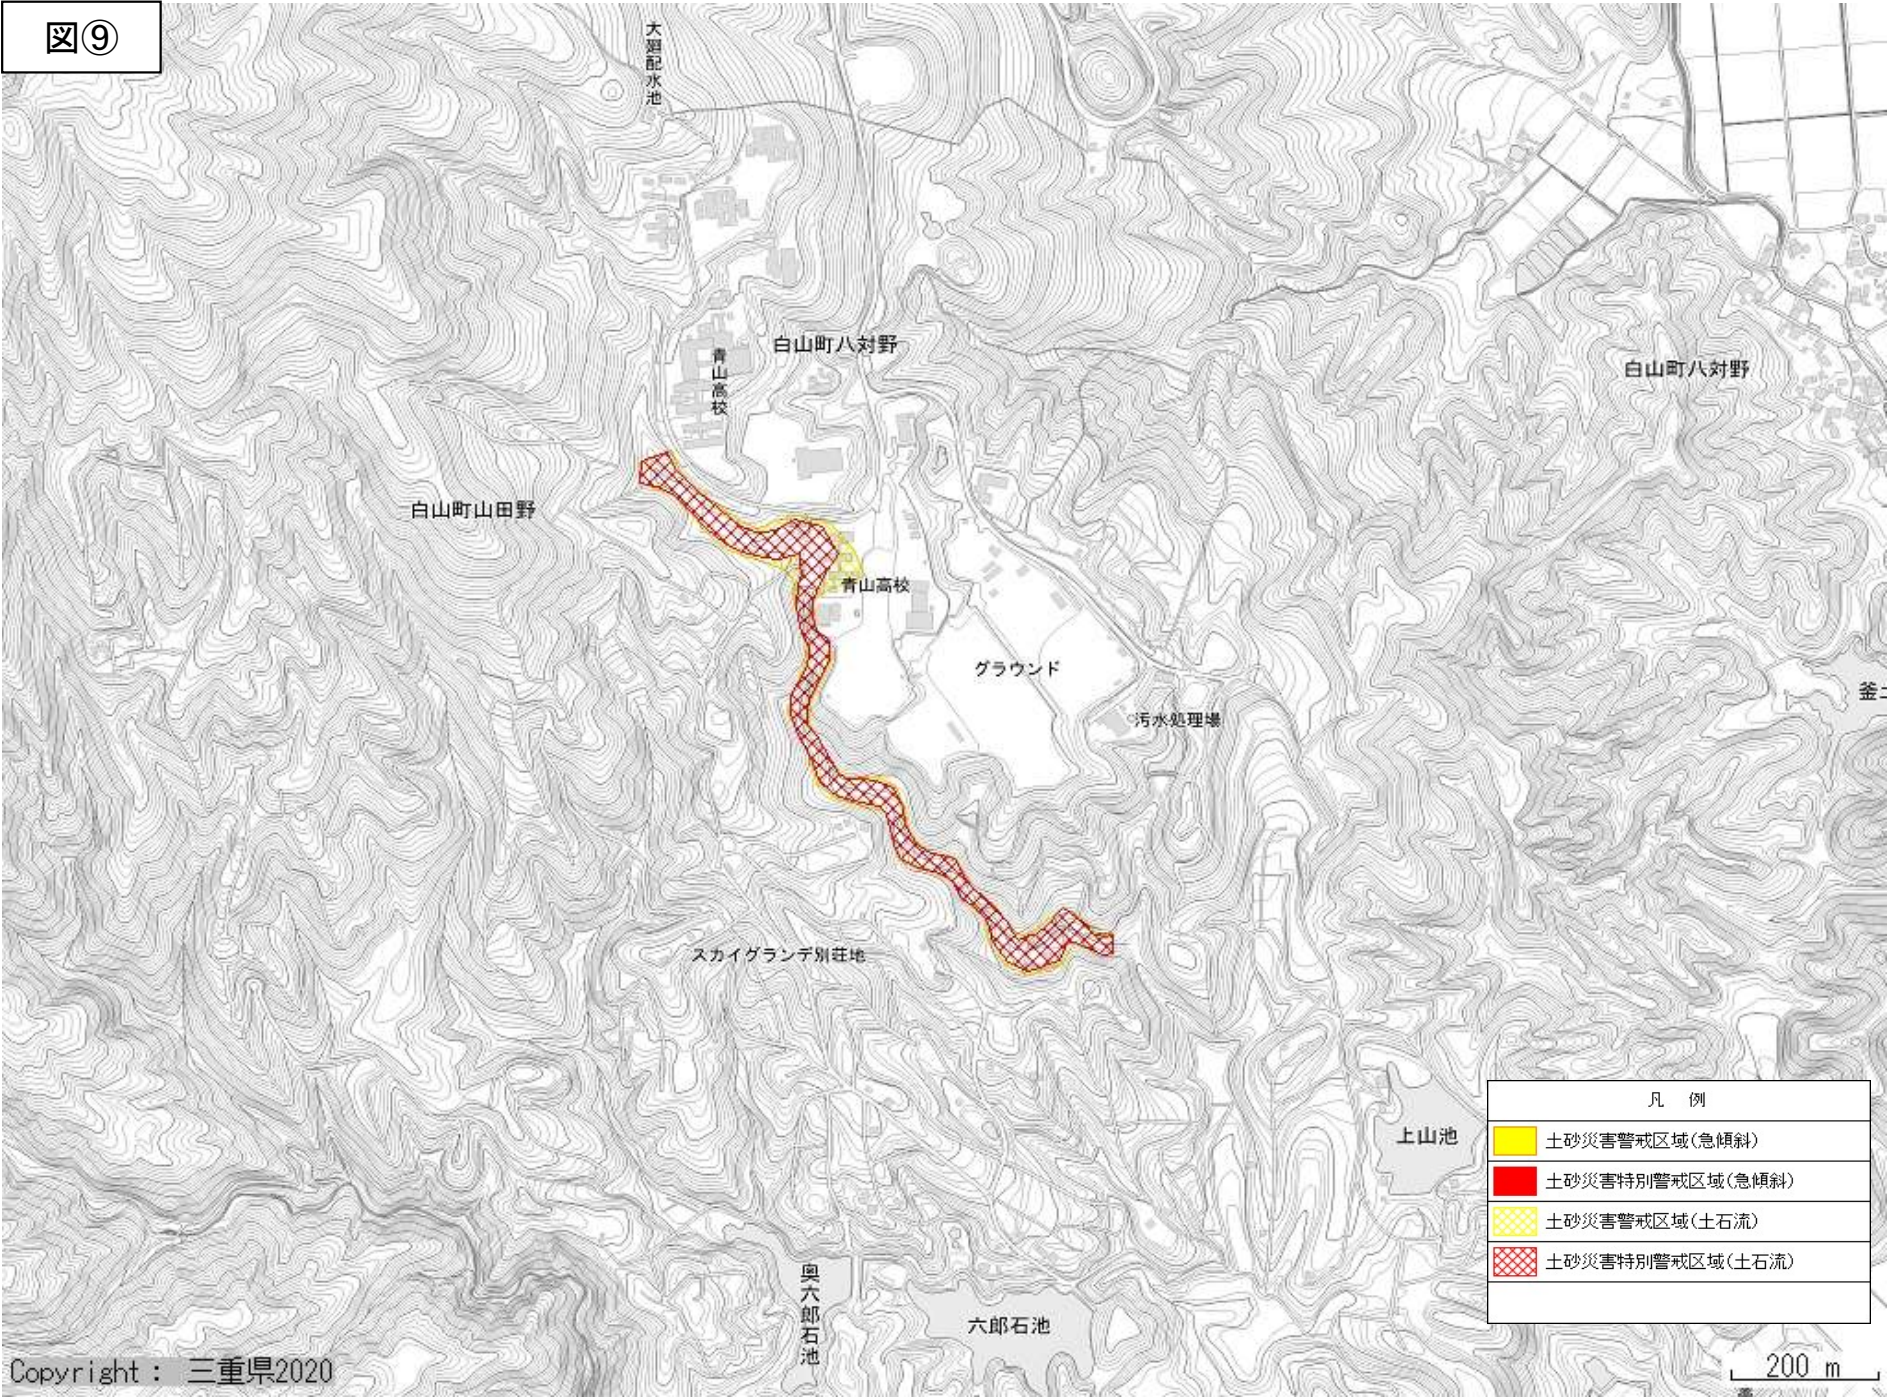 図⑨
大廻配水池
白山町八対野
青山高校
白山町八対野
白山町山田野
青山高校
グラウンド
釜
汚水処理場
スカイグランデ別荘地
上山池
奥六郎石池
六郎石池
凡 例
土砂災害警戒区域(急傾斜)
土砂災害特別警戒区域(急傾斜)
土砂災害警戒区域(土石流)
土砂災害特別警戒区域(土石流)
200 m
Copyright： 三重県2020